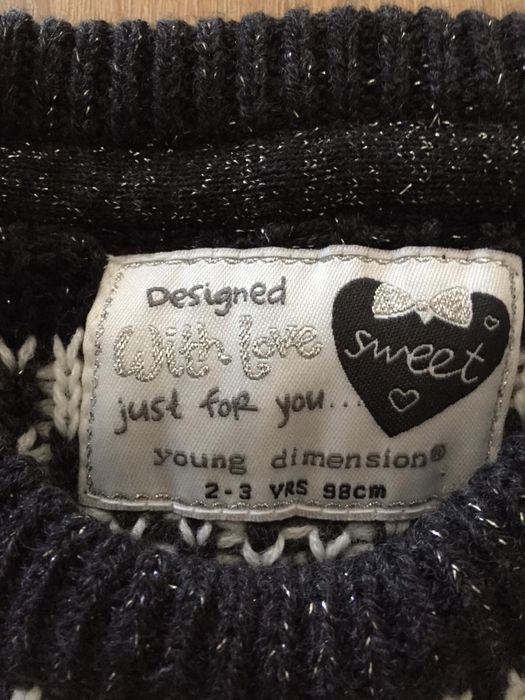 Designed
With Love
just for you...
sweet
young dimension®
2-3 YRS 98cm